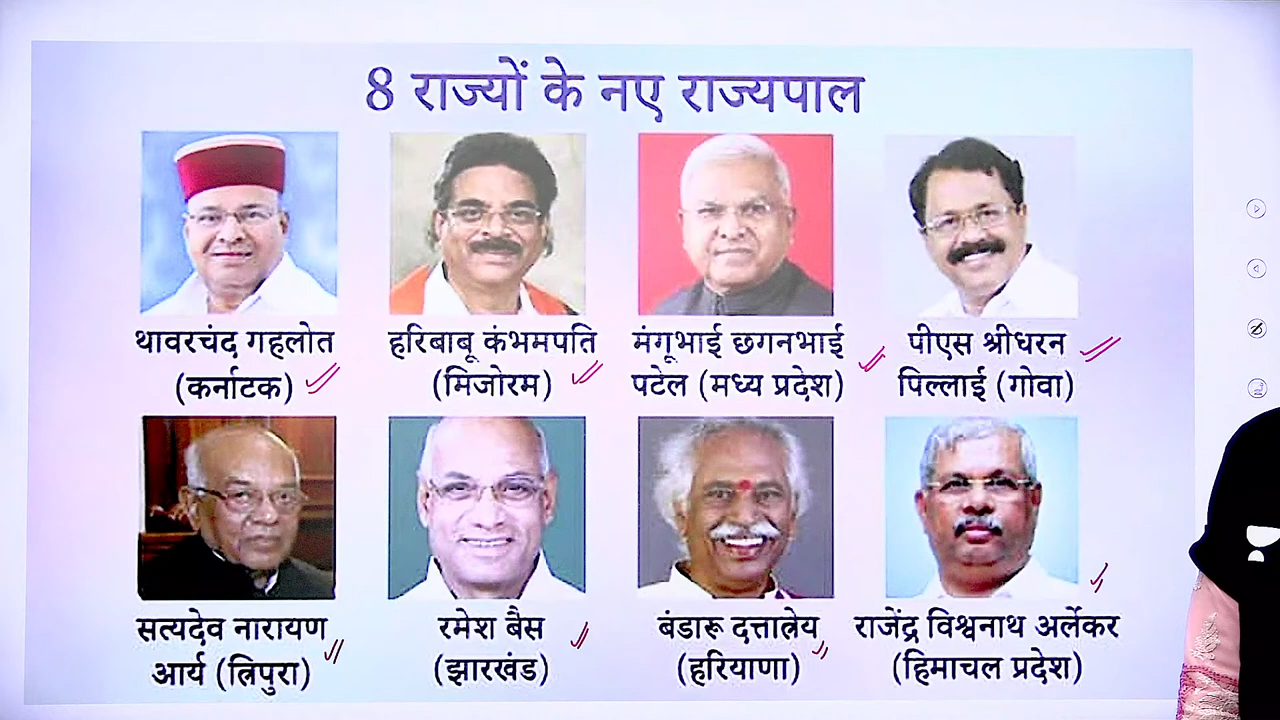 8 राज्यों के नए राज्यपाल
थावरचंद गहलोत
(कर्नाटक)
हरिबाबू कंभमपति
(मिजोरम)
मंगूभाई छगनभाई
पटेल (मध्य प्रदेश)
पीएस श्रीधरन
पिल्लाई (गोवा)
सत्यदेव नारायण
आर्य (त्रिपुरा)
रमेश बैस
(झारखंड)
बंडारू दत्तात्रेय
(हरियाणा)
राजेंद्र विश्वनाथ अर्लेकर
(हिमाचल प्रदेश)